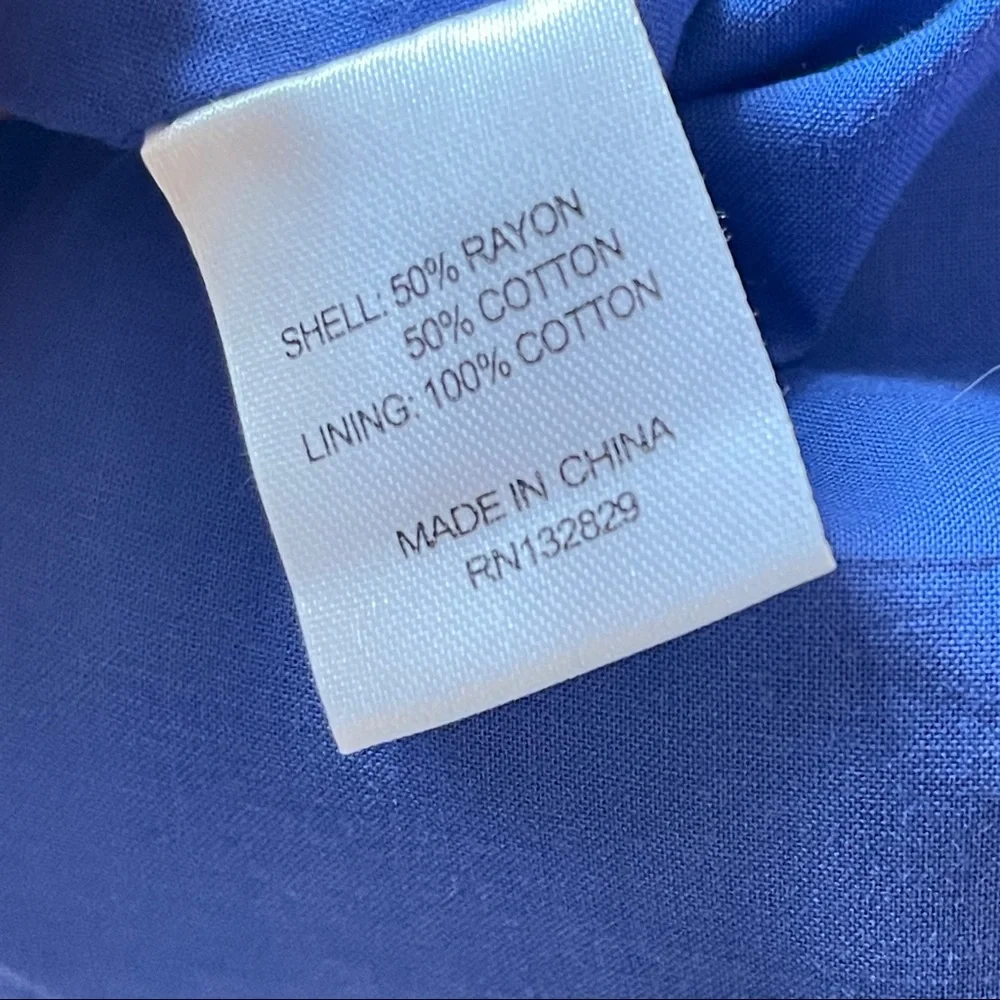 SHELL: 50% RAYON
50% COTTON
LINING: 100% COTTON
MADE IN CHINA
RN132829